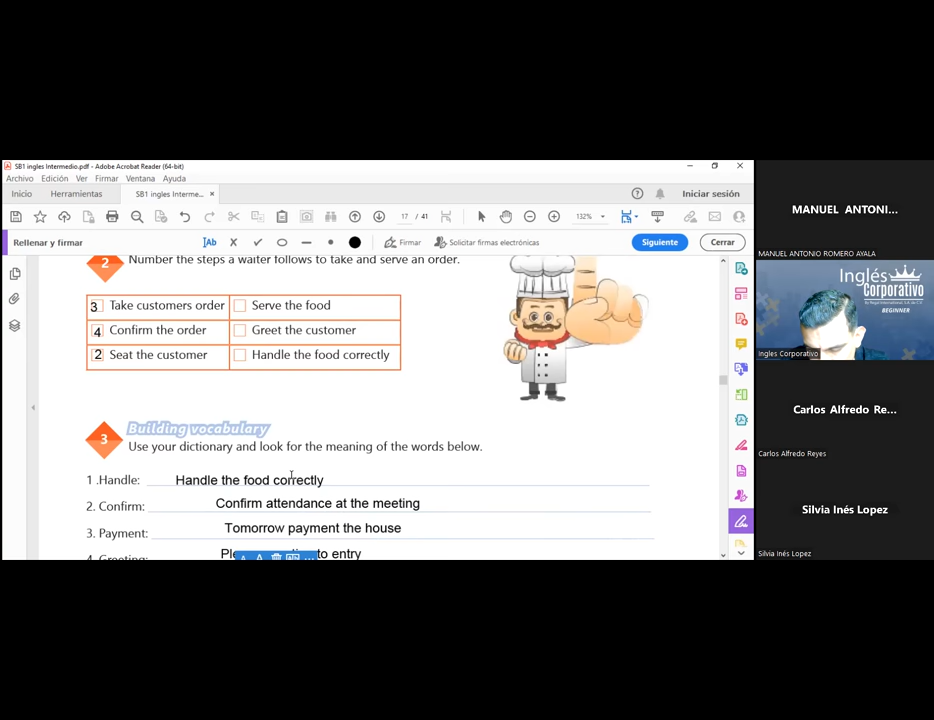 SB1 ingles Intermedio.pdf - Adobe Acrobat Reader (64-bit)
Archivo Edición Ver Firmar Ventana Ayuda
Inicio Herramientas SB1 ingles Interme... × Iniciar sesión
17 / 41 132%
Rellenar y firmar Ab Firmar Solicitar firmas electrónicas Siguiente Cerrar
2 Number the steps a waiter follows to take and serve an order.
3 Take customers order Serve the food
4 Confirm the order Greet the customer
2 Seat the customer Handle the food correctly
Building vocabulary
3 Use your dictionary and look for the meaning of the words below.
1 .Handle: Handle the food correctly
2. Confirm: Confirm attendance at the meeting
3. Payment: Tomorrow payment the house
4. Greeting: to entry
MANUEL ANTONI...
MANUEL ANTONIO ROMERO AYALA
Inglés
Corporativo
BEGINNER
Ingles Corporativo
Carlos Alfredo Re...
Carlos Alfredo Reyes
Silvia Inés Lopez
Silvia Inés Lopez